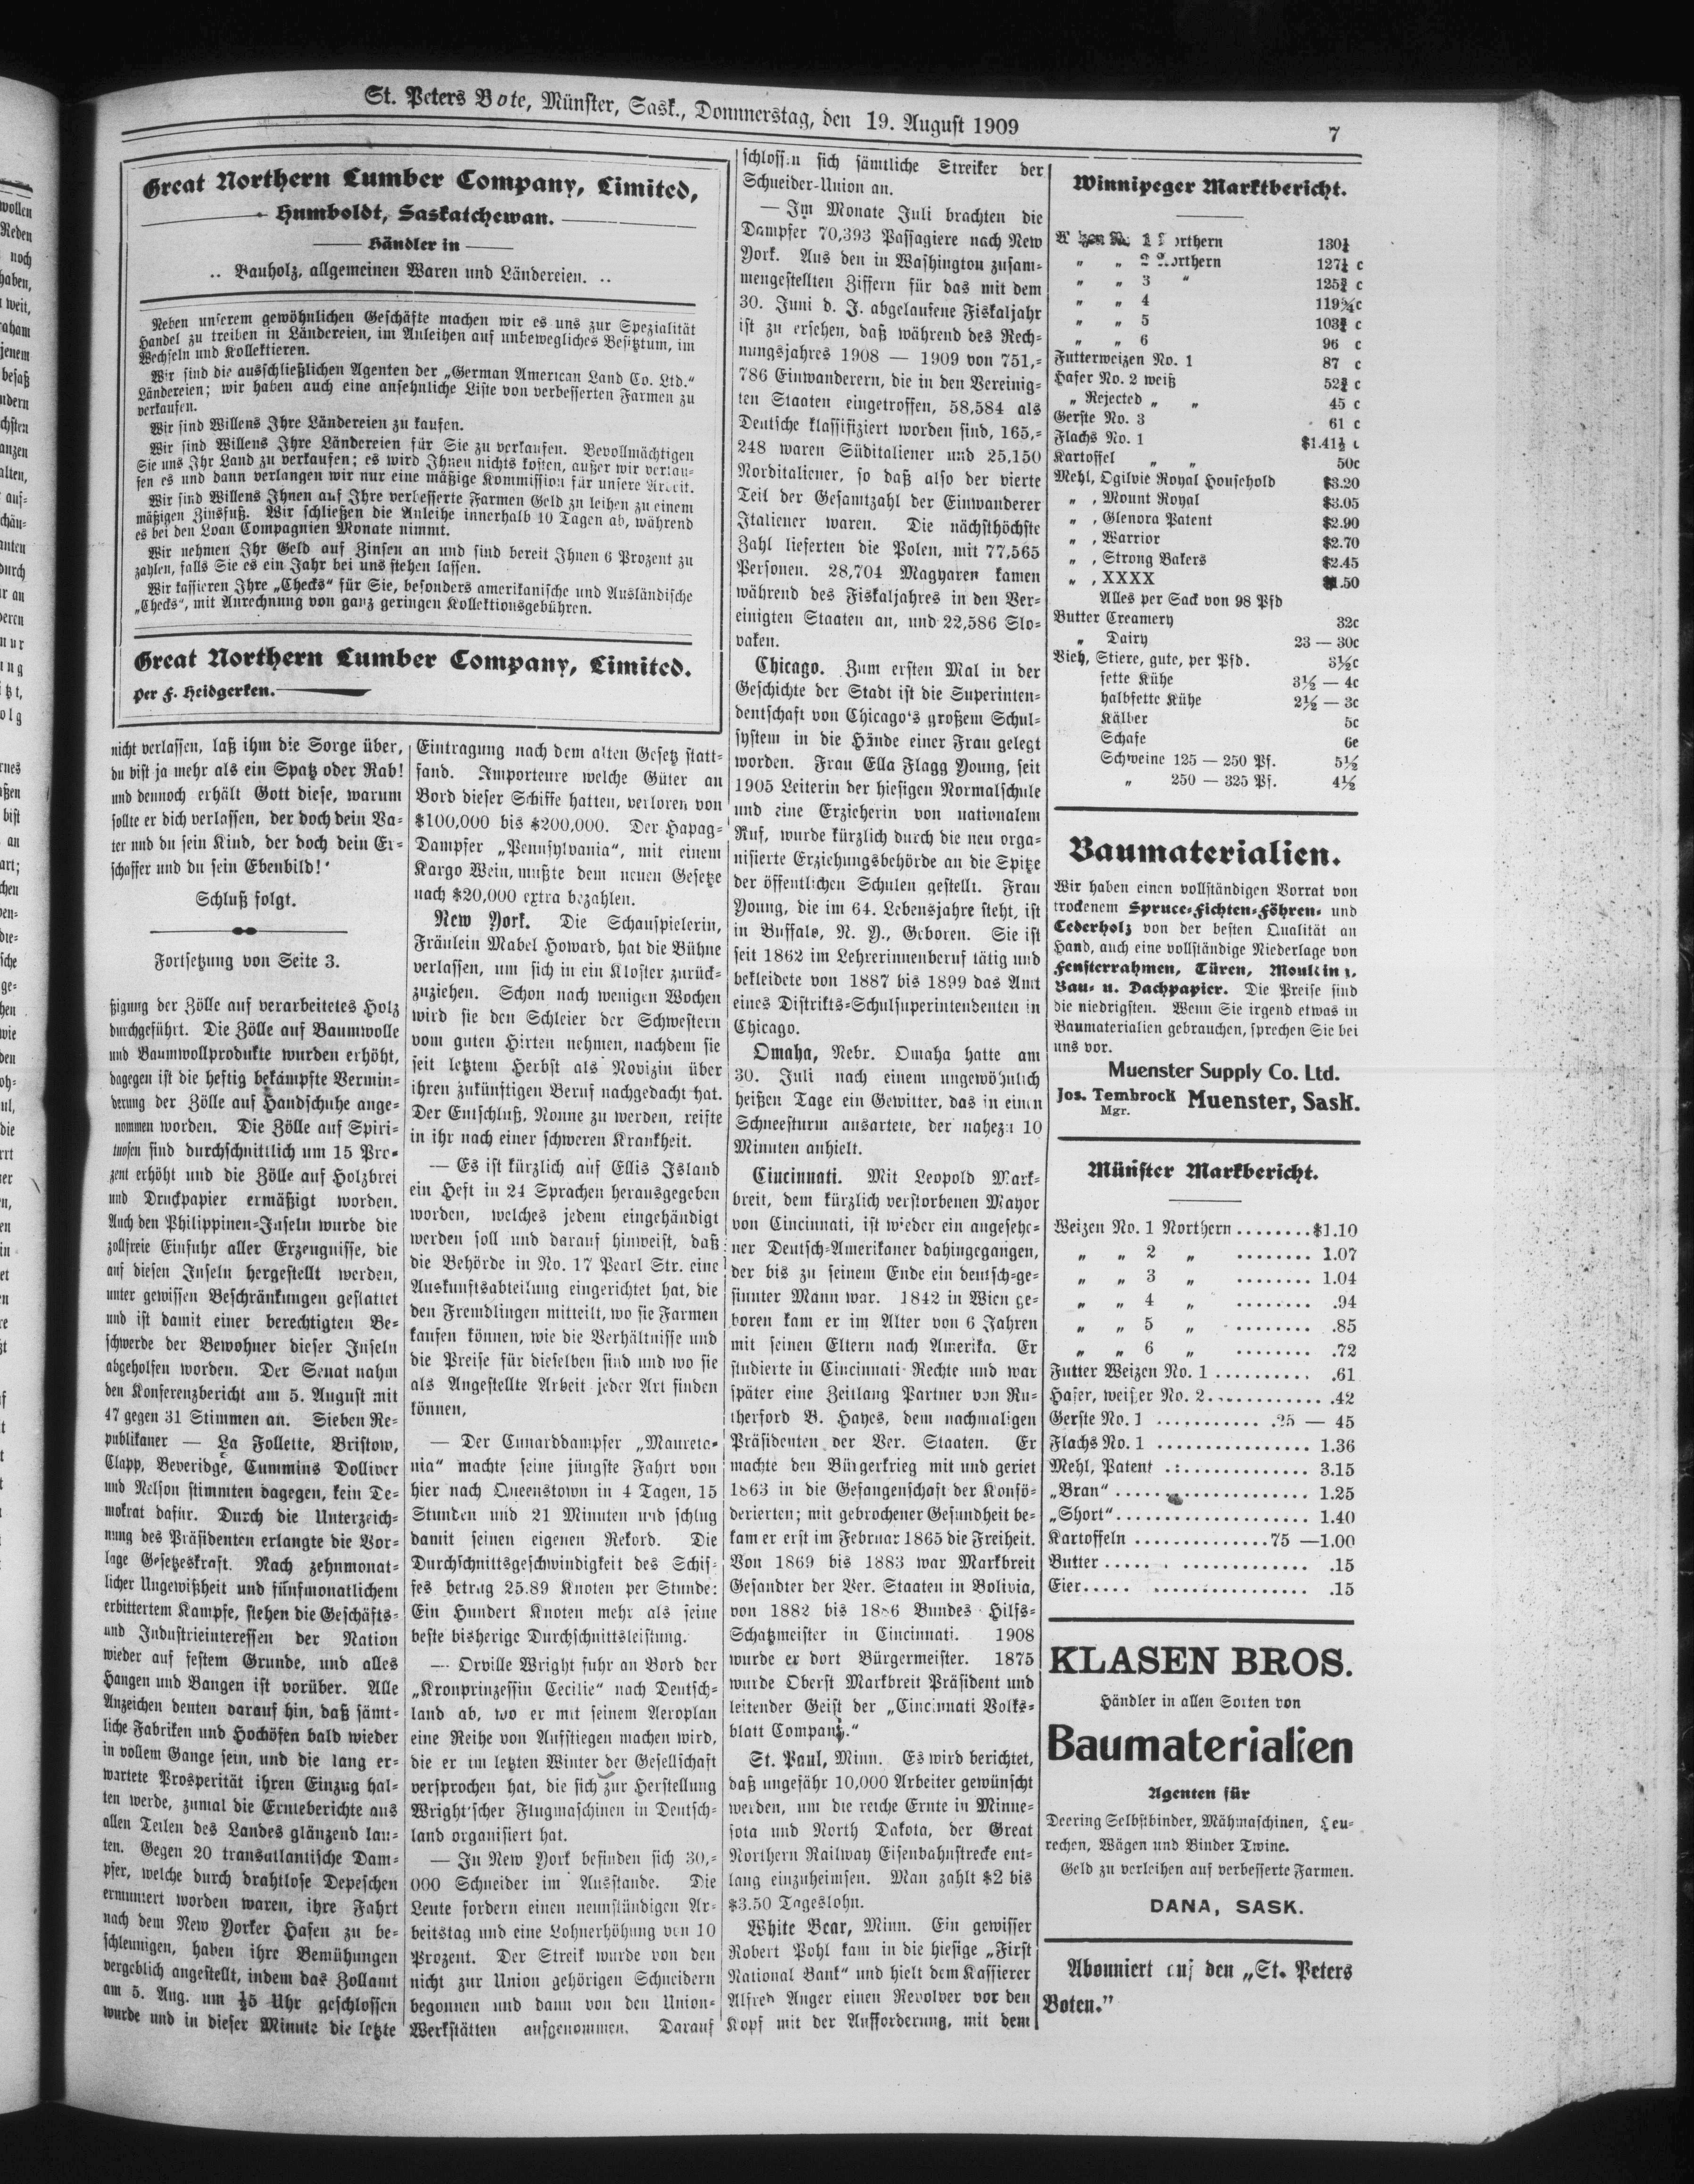 St. Peters Bote, Münster, Sask., Donnnerstag, den 19. August 1909
7
Great Northern Lumber Company, Limited,
Humboldt, Saskatchewan.
Händler in
.. Bauholz, allgemeinen Waren und Ländereien. ..
Neben unserem gewöhnlichen Geschäfte machen wir es uns zur Spezialität
Handel zu treiben in Ländereien, im Anleihen auf unbewegliches Besitztum, im
Wechseln und Kollektieren.
Wir sind die ausschließlichen Agenten der „German American Land Co. Ltd.“
Ländereien; wir haben auch eine ansehnliche Liste von verbesserten Farmen zu
verkaufen.
Wir sind Willens Ihre Ländereien zu kaufen.
Wir sind Willens Ihre Ländereien für Sie zu verkaufen. Bevollmächtigen
Sie uns Ihr Land zu verkaufen; es wird Ihnen nichts kosten, außer wir verkau-
fen es und dann verlangen wir nur eine mäßige Kommission für unsere Arbeit.
Wir sind Willens Ihnen auf Ihre verbesserte Farmen Geld zu leihen zu einem
mäßigen Zinsfuß. Wir schließen die Anleihe innerhalb 10 Tagen ab, während
es bei den Loan Compagnien Monate nimmt.
Wir nehmen Ihr Geld auf Zinsen an und sind bereit Ihnen 6 Prozent zu
zahlen, falls Sie es ein Jahr bei uns stehen lassen.
Wir kassieren Ihre „Checks“ für Sie, besonders amerikanische und Ausländische
„Checks“, mit Anrechnung von ganz geringen Kollektionsgebühren.
Great Northern Lumber Company, Limited.
per F. Heidgerken.
nicht verlassen, laß ihm die Sorge über,
du bist ja mehr als ein Spatz oder Rab!
und dennoch erhält Gott diese, warum
sollte er dich verlassen, der doch dein Va-
ter und du sein Kind, der doch dein Er-
schaffer und du sein Ebenbild!“
Schluß folgt.
Fortsetzung von Seite 3.
ßigung der Zölle auf verarbeitetes Holz
durchgeführt. Die Zölle auf Baumwolle
und Baumwollprodukte wurden erhöht,
dagegen ist die heftig bekämpfte Vermin-
derung der Zölle auf Handschuhe ange-
nommen worden. Die Zölle auf Spiri-
tuosen sind durchschnittlich um 15 Pro-
zent erhöht und die Zölle auf Holzbrei
und Druckpapier ermäßigt worden.
Auch den Philippinen-Inseln wurde die
zollfreie Einfuhr aller Erzeugnisse, die
auf diesen Inseln hergestellt werden,
unter gewissen Beschränkungen gestattet
und ist damit einer berechtigten Be-
schwerde der Bewohner dieser Inseln
abgeholfen worden. Der Senat nahm
den Konferenzbericht am 5. August mit
47 gegen 31 Stimmen an. Sieben Re-
publikaner — La Follette, Bristow,
Clapp, Beveridge, Cummins Dolliver
und Nelson stimmten dagegen, kein De-
mokrat dafür. Durch die Unterzeich-
nung des Präsidenten erlangte die Vor-
lage Gesetzeskraft. Nach zehnmonat-
licher Ungewißheit und fünfmonatlichem
erbittertem Kampfe, stehen die Geschäfts-
und Industrieinteressen der Nation
wieder auf festem Grunde, und alles
Hangen und Bangen ist vorüber. Alle
Anzeichen deuten darauf hin, daß sämt-
liche Fabriken und Hochöfen bald wieder
in vollem Gange sein, und die lang er-
wartete Prosperität ihren Einzug hal-
ten werde, zumal die Ernteberichte aus
allen Teilen des Landes glänzend lau-
ten. Gegen 20 transatlantische Dam-
pfer, welche durch drahtlose Depeschen
ermuntert worden waren, ihre Fahrt
nach dem New Yorker Hafen zu be-
schleunigen, haben ihre Bemühungen
vergeblich angestellt, indem das Zollamt
am 5. Aug. um ½5 Uhr geschlossen
wurde und in dieser Minute die letzte
Eintragung nach dem alten Gesetz statt-
fand. Importeure welche Güter an
Bord dieser Schiffe hatten, verloren von
$100,000 bis $200,000. Der Hapag-
Dampfer „Pennsylvania“, mit einem
Kargo Wein, mußte dem neuen Gesetze
nach $20,000 extra bezahlen.
New York. Die Schauspielerin,
Fräulein Mabel Howard, hat die Bühne
verlassen, um sich in ein Kloster zurück-
zuziehen. Schon nach wenigen Wochen
wird sie den Schleier der Schwestern
vom guten Hirten nehmen, nachdem sie
seit letztem Herbst als Novizin über
ihren zukünftigen Beruf nachgedacht hat.
Der Entschluß, Nonne zu werden, reifte
in ihr nach einer schweren Krankheit.
— Es ist kürzlich auf Ellis Island
ein Heft in 24 Sprachen herausgegeben
worden, welches jedem eingehändigt
werden soll und darauf hinweist, daß
die Behörde in No. 17 Pearl Str. eine
Auskunftsabteilung eingerichtet hat, die
den Fremdlingen mitteilt, wo sie Farmen
kaufen können, wie die Verhältnisse und
die Preise für dieselben sind und wo sie
als Angestellte Arbeit jeder Art finden
können,
— Der Cunarddampfer „Maureta-
nia“ machte seine jüngste Fahrt von
hier nach Queenstown in 4 Tagen, 15
Stunden und 21 Minuten und schlug
damit seinen eigenen Rekord. Die
Durchschnittsgeschwindigkeit des Schif-
fes betrug 25.89 Knoten per Stunde:
Ein Hundert Knoten mehr als seine
beste bisherige Durchschnittsleistung.
— Orville Wright fuhr an Bord der
„Kronprinzessin Cecilie“ nach Deutsch-
land ab, wo er mit seinem Aeroplan
eine Reihe von Aufstiegen machen wird,
die er im letzten Winter der Gesellschaft
versprochen hat, die sich zur Herstellung
Wright'scher Flugmaschinen in Deutsch-
land organisiert hat.
— In New York befinden sich 30,-
000 Schneider im Ausstande. Die
Leute fordern einen neunstündigen Ar-
beitstag und eine Lohnerhöhung von 10
Prozent. Der Streik wurde von den
nicht zur Union gehörigen Schneidern
begonnen und dann von den Union-
Werkstätten aufgenommen. Darauf
schlossen sich sämtliche Streiker der
Schneider-Union an.
— Im Monate Juli brachten die
Dampfer 70,393 Passagiere nach New
York. Aus den in Washington zusam-
mengestellten Ziffern für das mit dem
30. Juni d. J. abgelaufene Fiskaljahr
ist zu ersehen, daß während des Rech-
nungsjahres 1908 — 1909 von 751,-
786 Einwanderern, die in den Vereinig-
ten Staaten eingetroffen, 58,584 als
Deutsche klassifiziert worden sind, 165,-
248 waren Süditaliener und 25,150
Norditaliener, so daß also der vierte
Teil der Gesamtzahl der Einwanderer
Italiener waren. Die nächsthöchste
Zahl lieferten die Polen, mit 77,565
Personen. 28,704 Magyaren kamen
während des Fiskaljahres in den Ver-
einigten Staaten an, und 22,586 Slo-
vaken.
Chicago. Zum ersten Mal in der
Geschichte der Stadt ist die Superinten-
dentschaft von Chicago's großem Schul-
system in die Hände einer Frau gelegt
worden. Frau Ella Flagg Young, seit
1905 Leiterin der hiesigen Normalschule
und eine Erzieherin von nationalem
Ruf, wurde kürzlich durch die neu orga-
nisierte Erziehungsbehörde an die Spitze
der öffentlichen Schulen gestellt. Frau
Young, die im 64. Lebensjahre steht, ist
in Buffalo, N. Y., Geboren. Sie ist
seit 1862 im Lehrerinnenberuf tätig und
bekleidete von 1887 bis 1899 das Amt
eines Distrikts-Schulsuperintendenten in
Chicago.
Omaha, Nebr. Omaha hatte am
30. Juli nach einem ungewöhnlich
heißen Tage ein Gewitter, das in einen
Schneesturm ausartete, der nahezu 10
Minuten anhielt.
Cincinnati. Mit Leopold Mark-
breit, dem kürzlich verstorbenen Mayor
von Cincinnati, ist wieder ein angesehe-
ner Deutsch-Amerikaner dahingegangen,
der bis zu seinem Ende ein deutsch-ge-
sinnter Mann war. 1842 in Wien ge-
boren kam er im Alter von 6 Jahren
mit seinen Eltern nach Amerika. Er
studierte in Cincinnati Rechte und war
später eine Zeitlang Partner von Ru-
therford B. Hayes, dem nachmaligen
Präsidenten der Ver. Staaten. Er
machte den Bürgerkrieg mit und geriet
1863 in die Gefangenschaft der Konfö-
derierten; mit gebrochener Gesundheit be-
kam er erst im Februar 1865 die Freiheit.
Von 1869 bis 1883 war Markbreit
Gesandter der Ver. Staaten in Bolivia,
von 1882 bis 1886 Bundes Hilfs-
Schatzmeister in Cincinnati. 1908
wurde er dort Bürgermeister. 1875
wurde Oberst Markbreit Präsident und
leitender Geist der „Cincinnati Volks-
blatt Company.“
St. Paul, Minn. Es wird berichtet,
daß ungefähr 10,000 Arbeiter gewünscht
werden, um die reiche Ernte in Minne-
sota und North Dakota, der Great
Northern Railway Eisenbahnstrecke ent-
lang einzuheimsen. Man zahlt $2 bis
$3.50 Tageslohn.
White Bear, Minn. Ein gewisser
Robert Pohl kam in die hiesige „First
National Bank“ und hielt dem Kassierer
Alfred Anger einen Revolver vor den
Kopf mit der Aufforderung, mit dem
Winnipeger Marktbericht.
No. 1 Northern 130¼
„ „ 2 Northern 127¼ c
„ „ 3 „ 125¾ c
„ „ 4 119¾c
„ „ 5 103¾ c
„ „ 6 96 c
Futterweizen No. 1 87 c
Hafer No. 2 weiß 52¾ c
„ Rejected „ „ 45 c
Gerste No. 3 61 c
Flachs No. 1 $1.41½ c
Kartoffel „ „ 50c
Mehl, Ogilvie Royal Household $3.20
„ , Mount Royal $3.05
„ , Glenora Patent $2.90
„ , Warrior $2.70
„ , Strong Bakers $2.45
„ , XXXX $1.50
Alles per Sack von 98 Pfd
Butter Creamery 32c
„ Dairy 23 — 30c
Vieh, Stiere, gute, per Pfd. 3½c
fette Kühe 3½ — 4c
halbfette Kühe 2½ — 3c
Kälber 5c
Schafe 6c
Schweine 125 — 250 Pf. 5½
„ 250 — 325 Pf. 4½
Baumaterialien.
Wir haben einen vollständigen Vorrat von
trockenem Spruce-Fichten-Föhren- und
Cederholz von der besten Qualität an
Hand, auch eine vollständige Niederlage von
Fensterrahmen, Türen,
Bau- u. Dachpapier. Die Preise sind
die niedrigsten. Wenn Sie irgend etwas in
Baumaterialien gebrauchen, sprechen Sie bei
uns vor.
Muenster Supply Co. Ltd.
Jos. Tembrock Muenster, Sask.
Mgr.
Münster Markbericht.
Weizen No. 1 Northern ........$1.10
„ „ 2 „ ........ 1.07
„ „ 3 „ ........ 1.04
„ „ 4 „ ........ .94
„ „ 5 „ ........ .85
„ „ 6 „ ........ .72
Futter Weizen No. 1 .......... .61
Hafer, weißer No. 2............ .42
Gerste No. 1 ........... .25 — 45
Flachs No. 1 ................ 1.36
Mehl, Patent ................ 3.15
„Bran“ ..................... 1.25
„Short“..................... 1.40
Kartoffeln ..............75 —1.00
Butter ..................... .15
Eier..... ................ .15
KLASEN BROS.
Händler in allen Sorten von
Baumaterialien
Agenten für
Deering Selbstbinder, Mähmaschinen, Heu-
rechen, Wägen und Binder Twine.
Geld zu verleihen auf verbesserte Farmen.
DANA, SASK.
Abonniert auf den „St. Peters
Boten.”